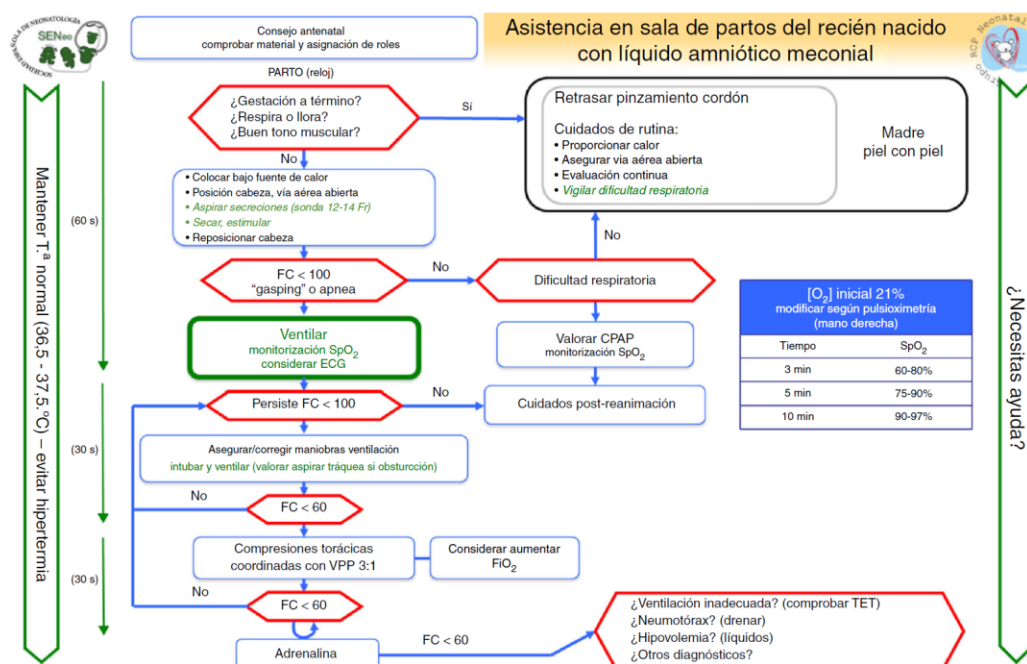 SOCIEDAD ESPAÑOLA DE NEONATOLOGÍA
SENeo
Consejo antenatal
comprobar material y asignación de roles
Asistencia en sala de partos del recién nacido
con líquido amniótico meconial
Grupo RCP Neonatal
PARTO (reloj)
¿Gestación a término?
¿Respira o llora?
¿Buen tono muscular?
Sí
No
Retrasar pinzamiento cordón
Cuidados de rutina:
• Proporcionar calor
• Asegurar via aérea abierta
• Evaluación continua
• Vigilar dificultad respiratoria
Madre
piel con piel
• Colocar bajo fuente de calor
• Posición cabeza, vía aérea abierta
• Aspirar secreciones (sonda 12-14 Fr)
• Secar, estimular
• Reposicionar cabeza
(60 s)
No
FC < 100
"gasping" o apnea
No
Dificultad respiratoria
Ventilar
monitorización SpO2
considerar ECG
Valorar CPAP
monitorización SpO2
[O2] inicial 21%
modificar según pulsioximetría
(mano derecha)
Tiempo SpO2
3 min 60-80%
5 min 75-90%
10 min 90-97%
Persiste FC < 100
No
Cuidados post-reanimación
(30 s)
Asegurar/corregir maniobras ventilación
intubar y ventilar (valorar aspirar tráquea si obsturcción)
No
FC < 60
Compresiones torácicas
coordinadas con VPP 3:1
Considerar aumentar
FiO2
(30 s)
No
FC < 60
Adrenalina
FC < 60
¿Ventilación inadecuada? (comprobar TET)
¿Neumotórax? (drenar)
¿Hipovolemia? (líquidos)
¿Otros diagnósticos?
Mantener T.ª normal (36,5 - 37,5.ºC) – evitar hipertermia
¿Necesitas ayuda?